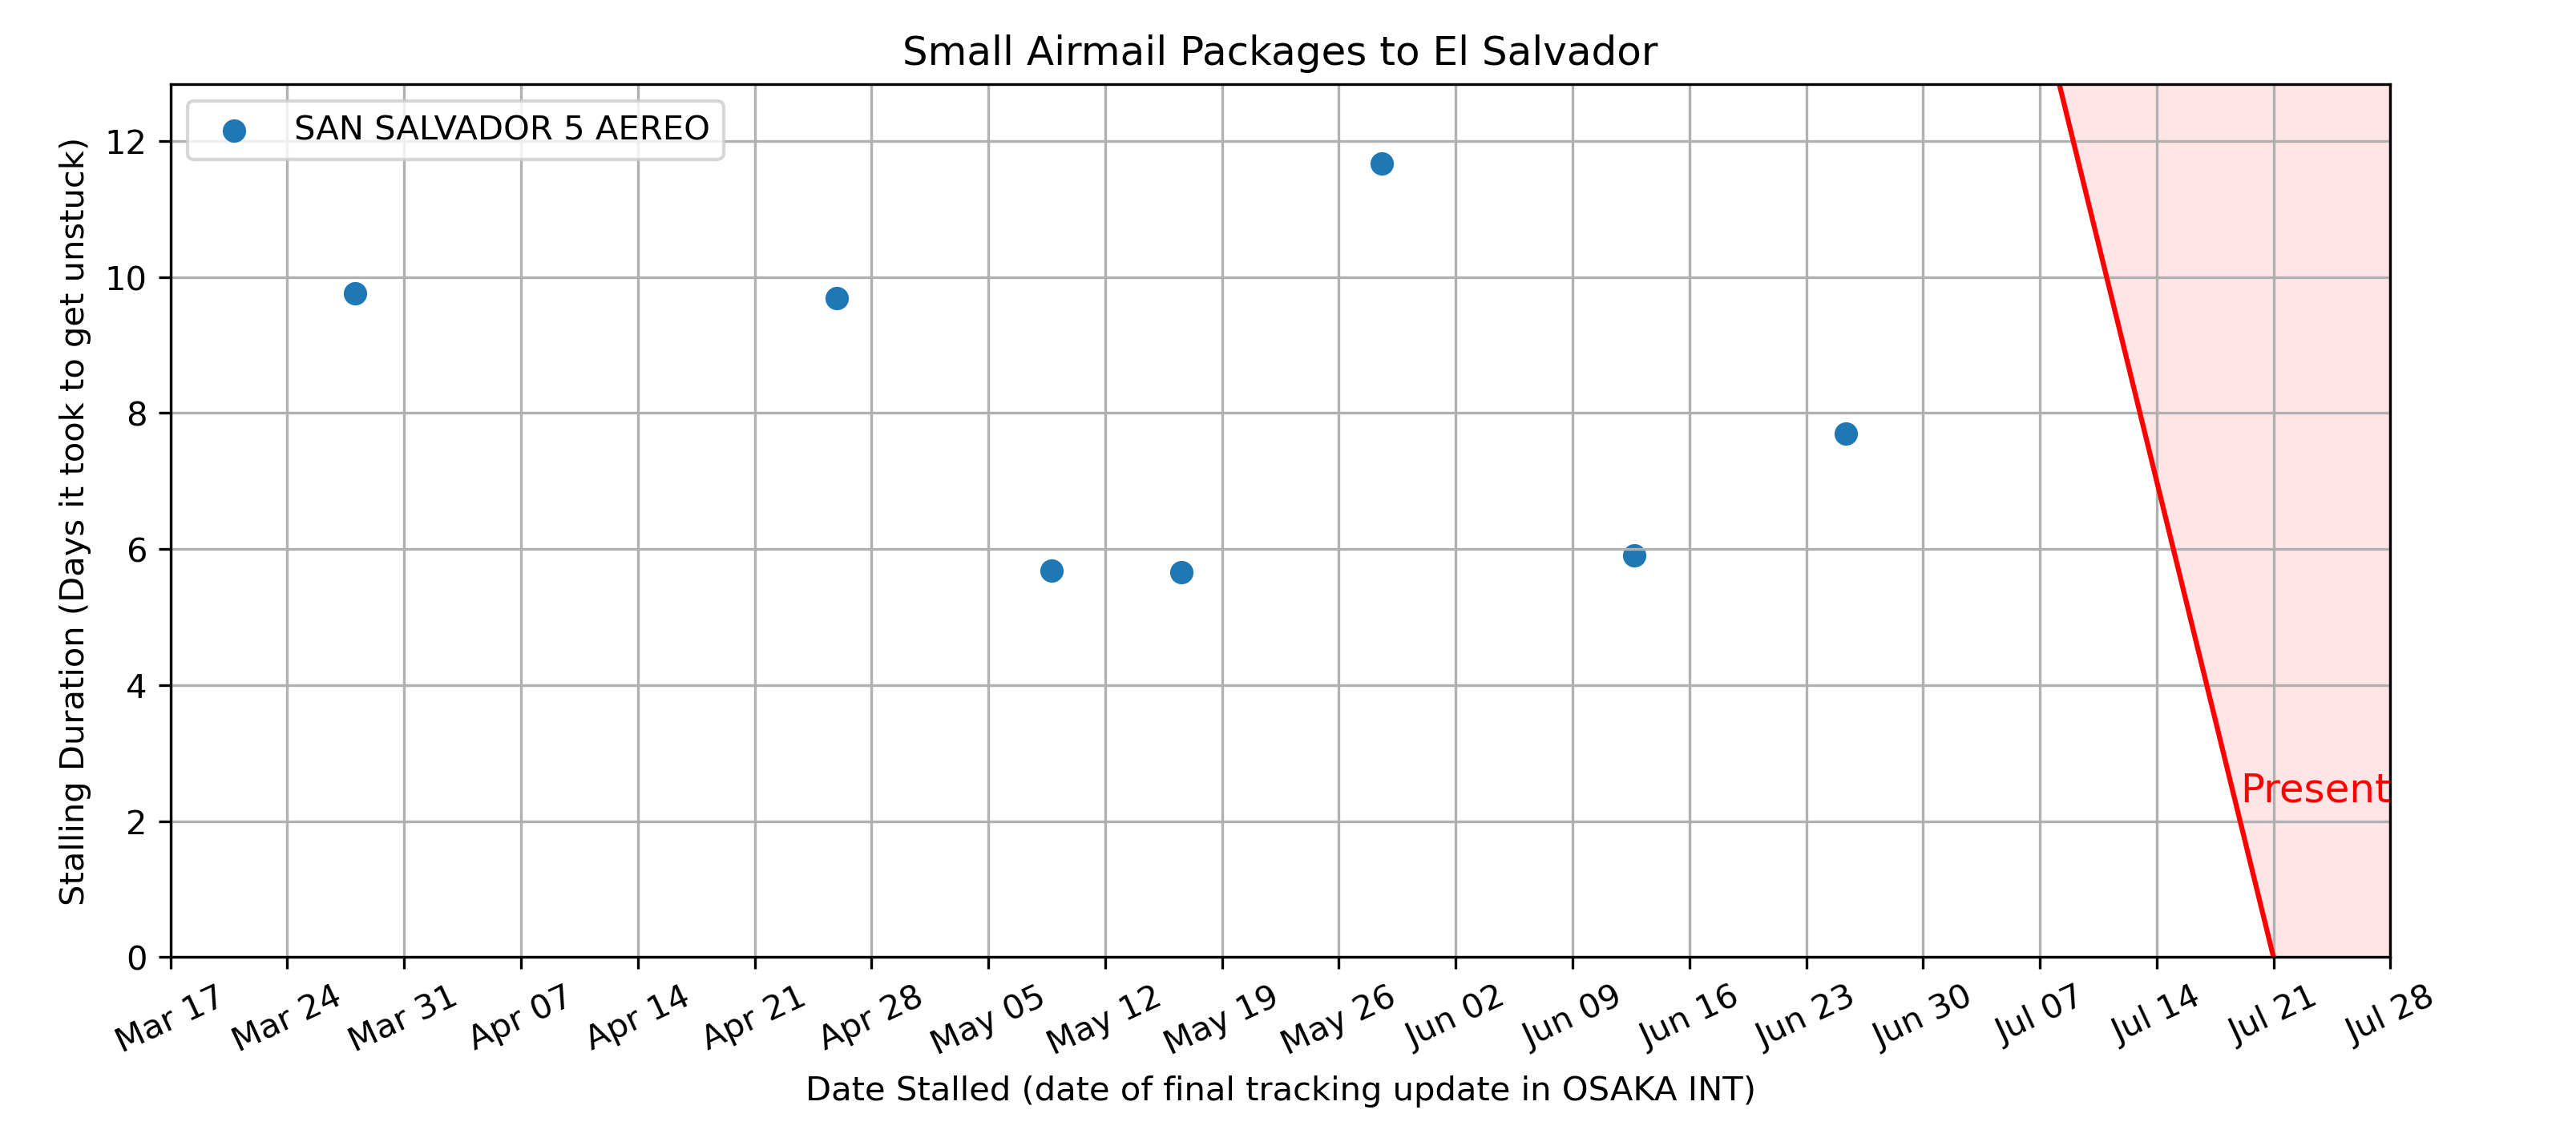 Small Airmail Packages to El Salvador
SAN SALVADOR 5 AEREO
Stalling Duration (Days it took to get unstuck)
12
10
8
6
4
2
0
Present
Mar 17
Mar 24
Mar 31
Apr 07
Apr 14
Apr 21
Apr 28
May 05
May 12
May 19
May 26
Jun 02
Jun 09
Jun 16
Jun 23
Jun 30
Jul 07
Jul 14
Jul 21
Jul 28
Date Stalled (date of final tracking update in OSAKA INT)